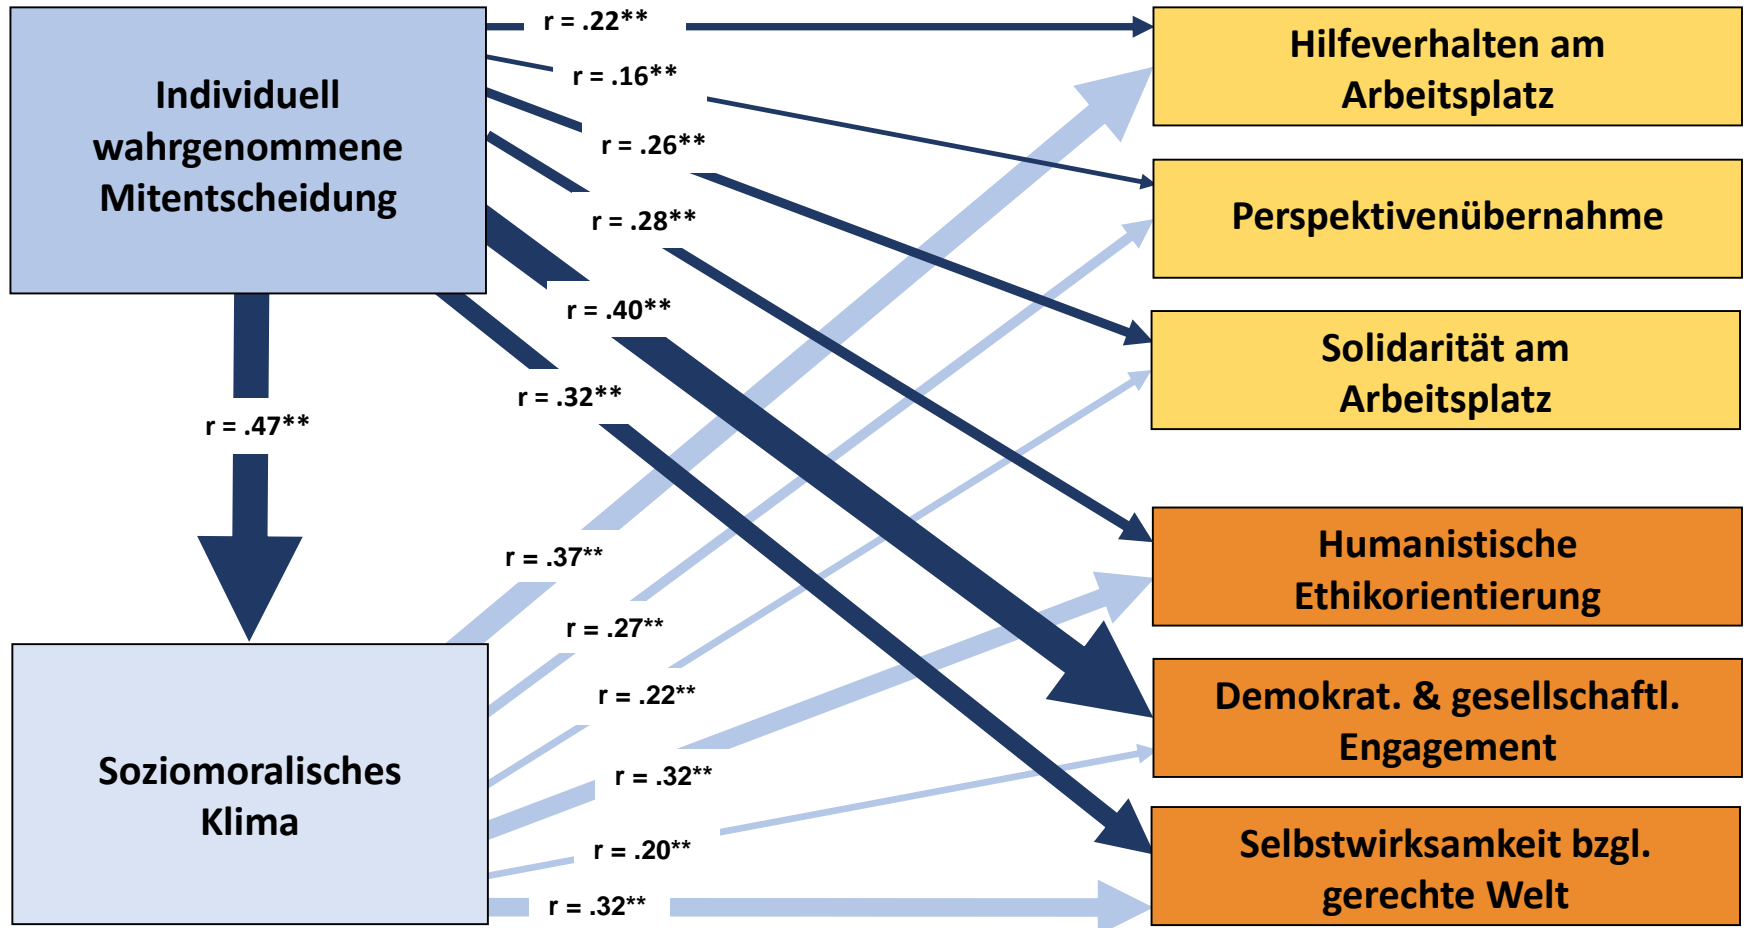 Individuell
wahrgenommene
Mitentscheidung
r = .22**
r = .16**
r = .26**
r = .28**
r = .40**
r = .32**
r = .47**
Soziomoralisches
Klima
r = .37**
r = .27**
r = .22**
r = .32**
r = .20**
r = .32**
Hilfeverhalten am
Arbeitsplatz
Perspektivenübernahme
Solidarität am
Arbeitsplatz
Humanistische
Ethikorientierung
Demokrat. & gesellschaftl.
Engagement
Selbstwirksamkeit bzgl.
gerechte Welt